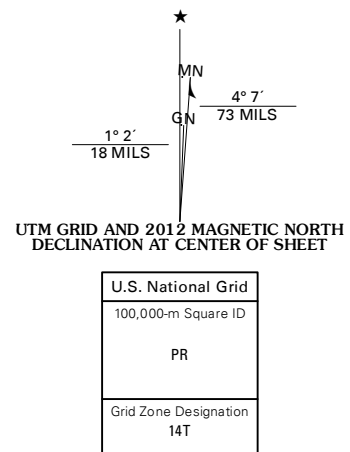 ★
MN
GN
4° 7´
73 MILS
1° 2´
18 MILS
UTM GRID AND 2012 MAGNETIC NORTH
DECLINATION AT CENTER OF SHEET
U.S. National Grid
100,000-m Square ID
PR
Grid Zone Designation
14T